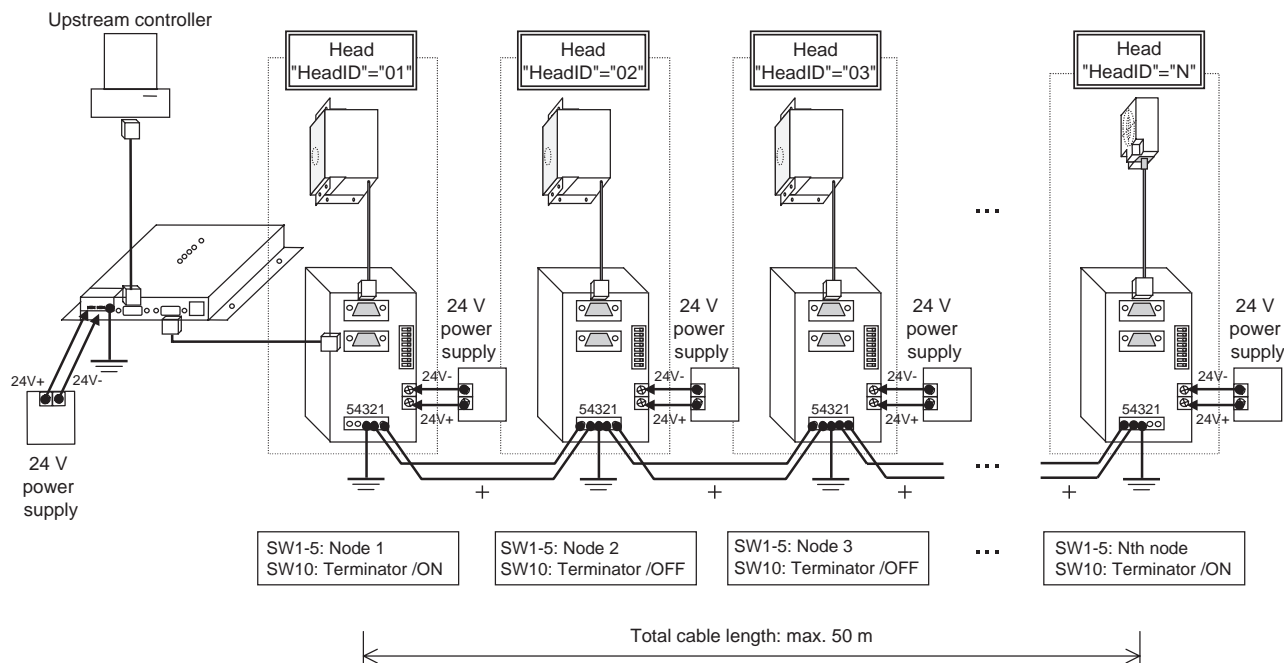 Upstream controller
Head
"HeadID"="01"
Head
"HeadID"="02"
Head
"HeadID"="03"
Head
"HeadID"="N"
...
24 V
power
supply
24 V
power
supply
24 V
power
supply
24 V
power
supply
24V+
24V-
24V-
24V+
24V-
24V+
24V-
24V+
24V-
24V+
54321
54321
54321
54321
24 V
power
supply
...
+
+
+
+
SW1-5: Node 1
SW10: Terminator /ON
SW1-5: Node 2
SW10: Terminator /OFF
SW1-5: Node 3
SW10: Terminator /OFF
...
SW1-5: Nth node
SW10: Terminator /ON
Total cable length: max. 50 m